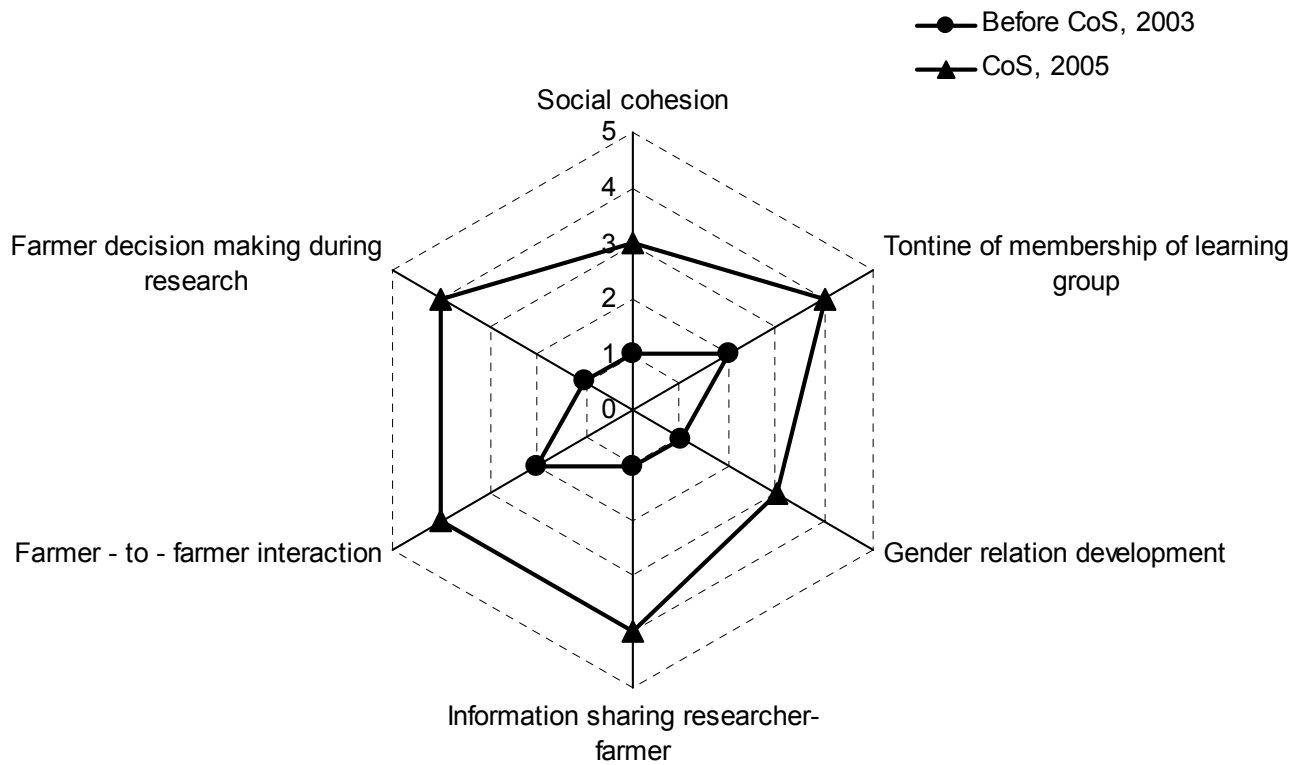 Before CoS, 2003
CoS, 2005
Social cohesion
5
4
3
2
1
0
Farmer decision making during
research
Tontine of membership of learning
group
Farmer - to - farmer interaction
Gender relation development
Information sharing researcher-
farmer